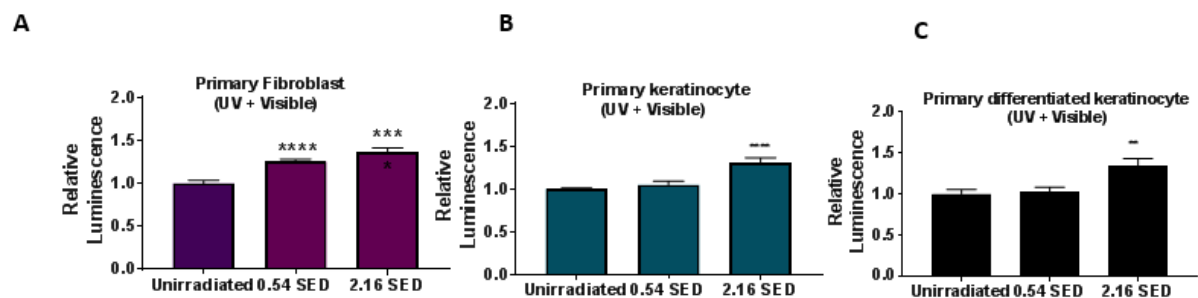 A
Primary Fibroblast
(UV + Visible)
Relative
Luminescence
2.0
1.5
1.0
0.5
0.0
****
***
*
Unirradiated 0.54 SED 2.16 SED
B
Primary keratinocyte
(UV + Visible)
Relative
Luminescence
2.0
1.5
1.0
0.5
0.0
Unirradiated 0.54 SED 2.16 SED
C
Primary differentiated keratinocyte
(UV + Visible)
Relative
Luminescence
2.0
1.5
1.0
0.5
0.0
**
Unirradiated 0.54 SED 2.16 SED